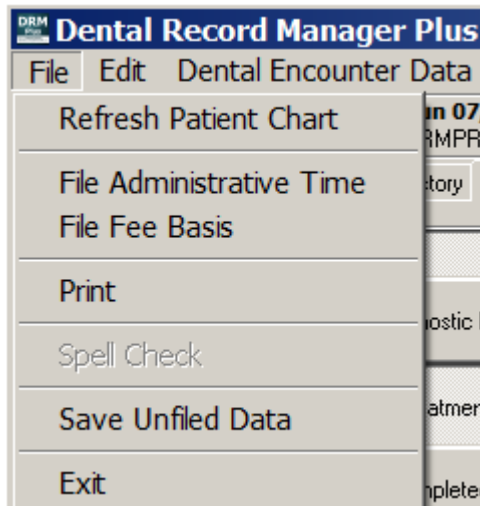 DRM Plus Dental Record Manager Plus
File Edit Dental Encounter Data
Refresh Patient Chart
File Administrative Time
File Fee Basis
Print
Spell Check
Save Unfiled Data
Exit